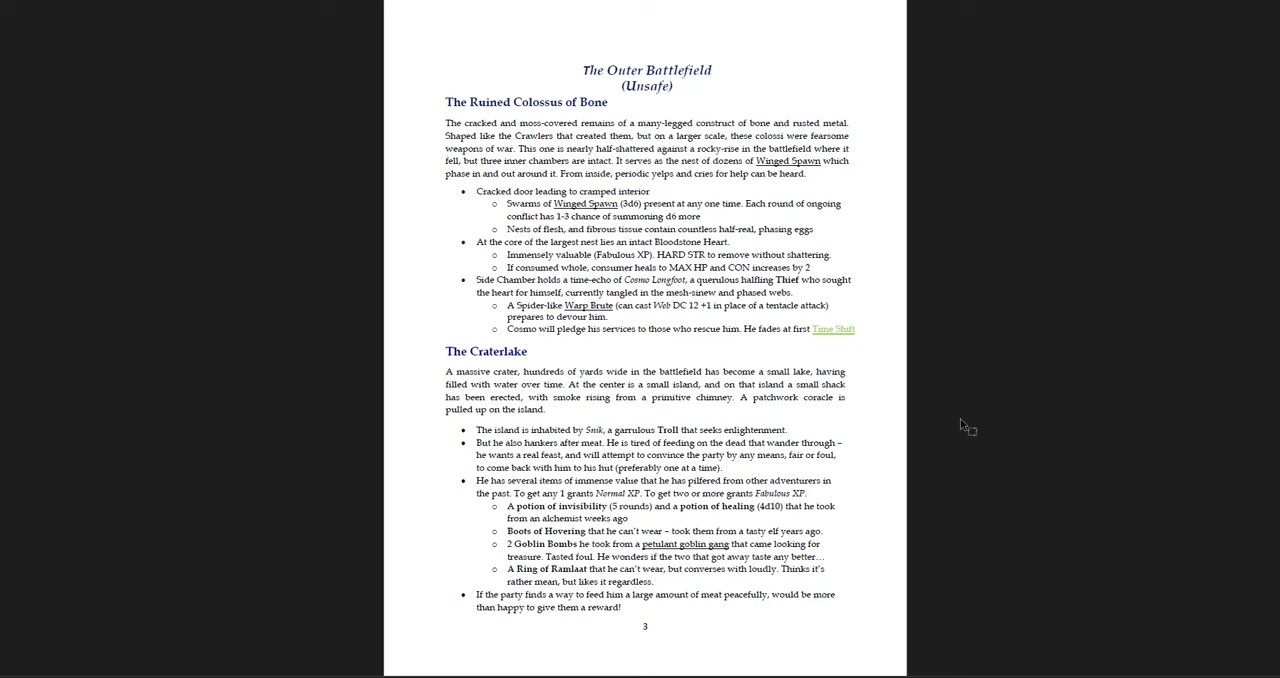 The Outer Battlefield
(Unsafe)
The Ruined Colossus of Bone
The cracked and moss-covered remains of a many-legged construct of bone and rusted metal.
Shaped like the Crawlers that created them, but on a larger scale, these colossi were fearsome
weapons of war. This one is nearly half-shattered against a rocky-rise in the battlefield where it
fell, but three inner chambers are intact. It serves as the nest of dozens of Winged Spawn which
phase in and out around it. From inside, periodic yelps and cries for help can be heard.
• Cracked door leading to cramped interior
o Swarms of Winged Spawn (3d6) present at any one time. Each round of ongoing
conflict has 1-3 chance of summoning d6 more
o Nests of flesh, and fibrous tissue contain countless half-real, phasing eggs
• At the core of the largest nest lies an intact Bloodstone Heart.
o Immensely valuable (Fabulous XP). HARD STR to remove without shattering.
o If consumed whole, consumer heals to MAX HP and CON increases by 2
• Side Chamber holds a time-echo of Cosmo Longfoot, a querulous halfling Thief who sought
the heart for himself, currently tangled in the mesh-sinew and phased webs.
o A Spider-like Warp Brute (can cast Web DC 12 +1 in place of a tentacle attack)
prepares to devour him.
o Cosmo will pledge his services to those who rescue him. He fades at first Time Shift
The Craterlake
A massive crater, hundreds of yards wide in the battlefield has become a small lake, having
filled with water over time. At the center is a small island, and on that island a small shack
has been erected, with smoke rising from a primitive chimney. A patchwork coracle is
pulled up on the island.
• The island is inhabited by Snik, a garrulous Troll that seeks enlightenment.
• But he also hankers after meat. He is tired of feeding on the dead that wander through –
he wants a real feast, and will attempt to convince the party by any means, fair or foul,
to come back with him to his hut (preferably one at a time).
• He has several items of immense value that he has pilfered from other adventurers in
the past. To get any 1 grants Normal XP. To get two or more grants Fabulous XP.
o A potion of invisibility (5 rounds) and a potion of healing (4d10) that he took
from an alchemist weeks ago
o Boots of Hovering that he can't wear – took them from a tasty elf years ago.
o 2 Goblin Bombs he took from a petulant goblin gang that came looking for
treasure. Tasted foul. He wonders if the two that got away taste any better…
o A Ring of Ramlaat that he can't wear, but converses with loudly. Thinks it's
rather mean, but likes it regardless.
• If the party finds a way to feed him a large amount of meat peacefully, would be more
than happy to give them a reward!
3